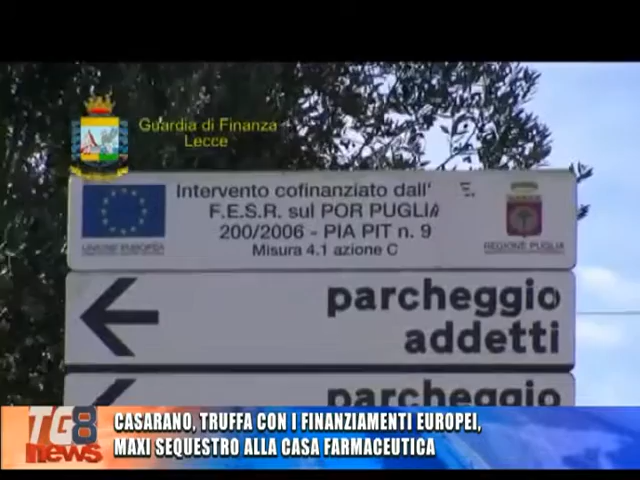 Guardia di Finanza
Lecce
Intervento cofinanziato dall'
F.E.S.R. sul POR PUGLIA
200/2006 - PIA PIT n. 9
Misura 4.1 azione C
UNIONE EUROPEA
REGIONE PUGLIA
parcheggio
addetti
parcheggio
TG8
news
CASARANO, TRUFFA CON I FINANZIAMENTI EUROPEI,
MAXI SEQUESTRO ALLA CASA FARMACEUTICA